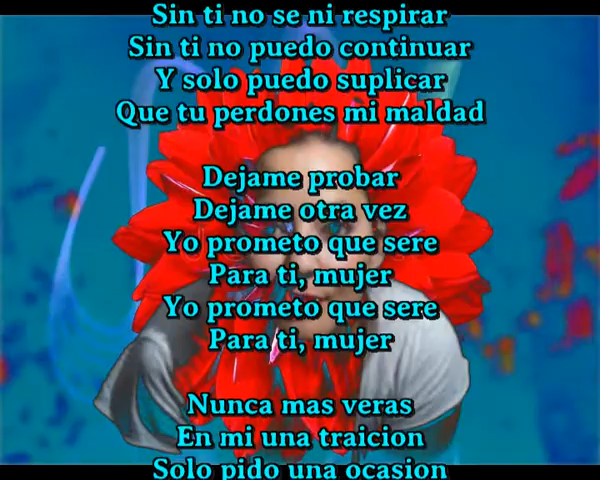 Sin ti no se ni respirar
Sin ti no puedo continuar
Y solo puedo suplicar
Que tu perdones mi maldad
Dejame probar
Dejame otra vez
Yo prometo que sere
Para ti, mujer
Yo prometo que sere
Para ti, mujer
Nunca mas veras
En mi una traicion
Solo pido una ocasion